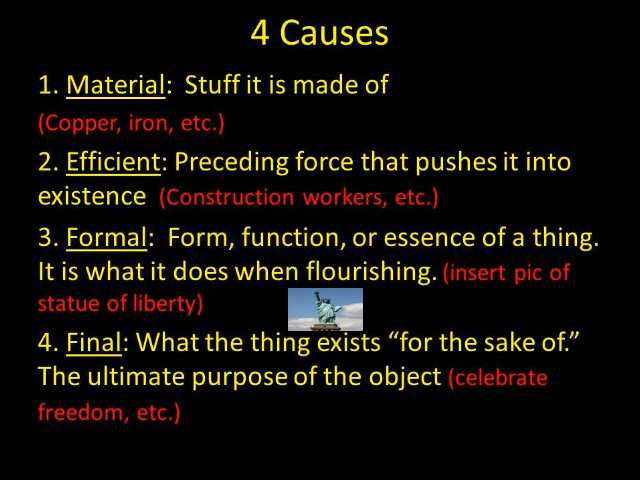 4 Causes
1. Material:  Stuff it is made of
(Copper, iron, etc.)
2. Efficient: Preceding force that pushes it into
existence  (Construction workers, etc.)
3. Formal:  Form, function, or essence of a thing.
It is what it does when flourishing. (insert pic of
statue of liberty)
4. Final: What the thing exists “for the sake of.”
The ultimate purpose of the object (celebrate
freedom, etc.)